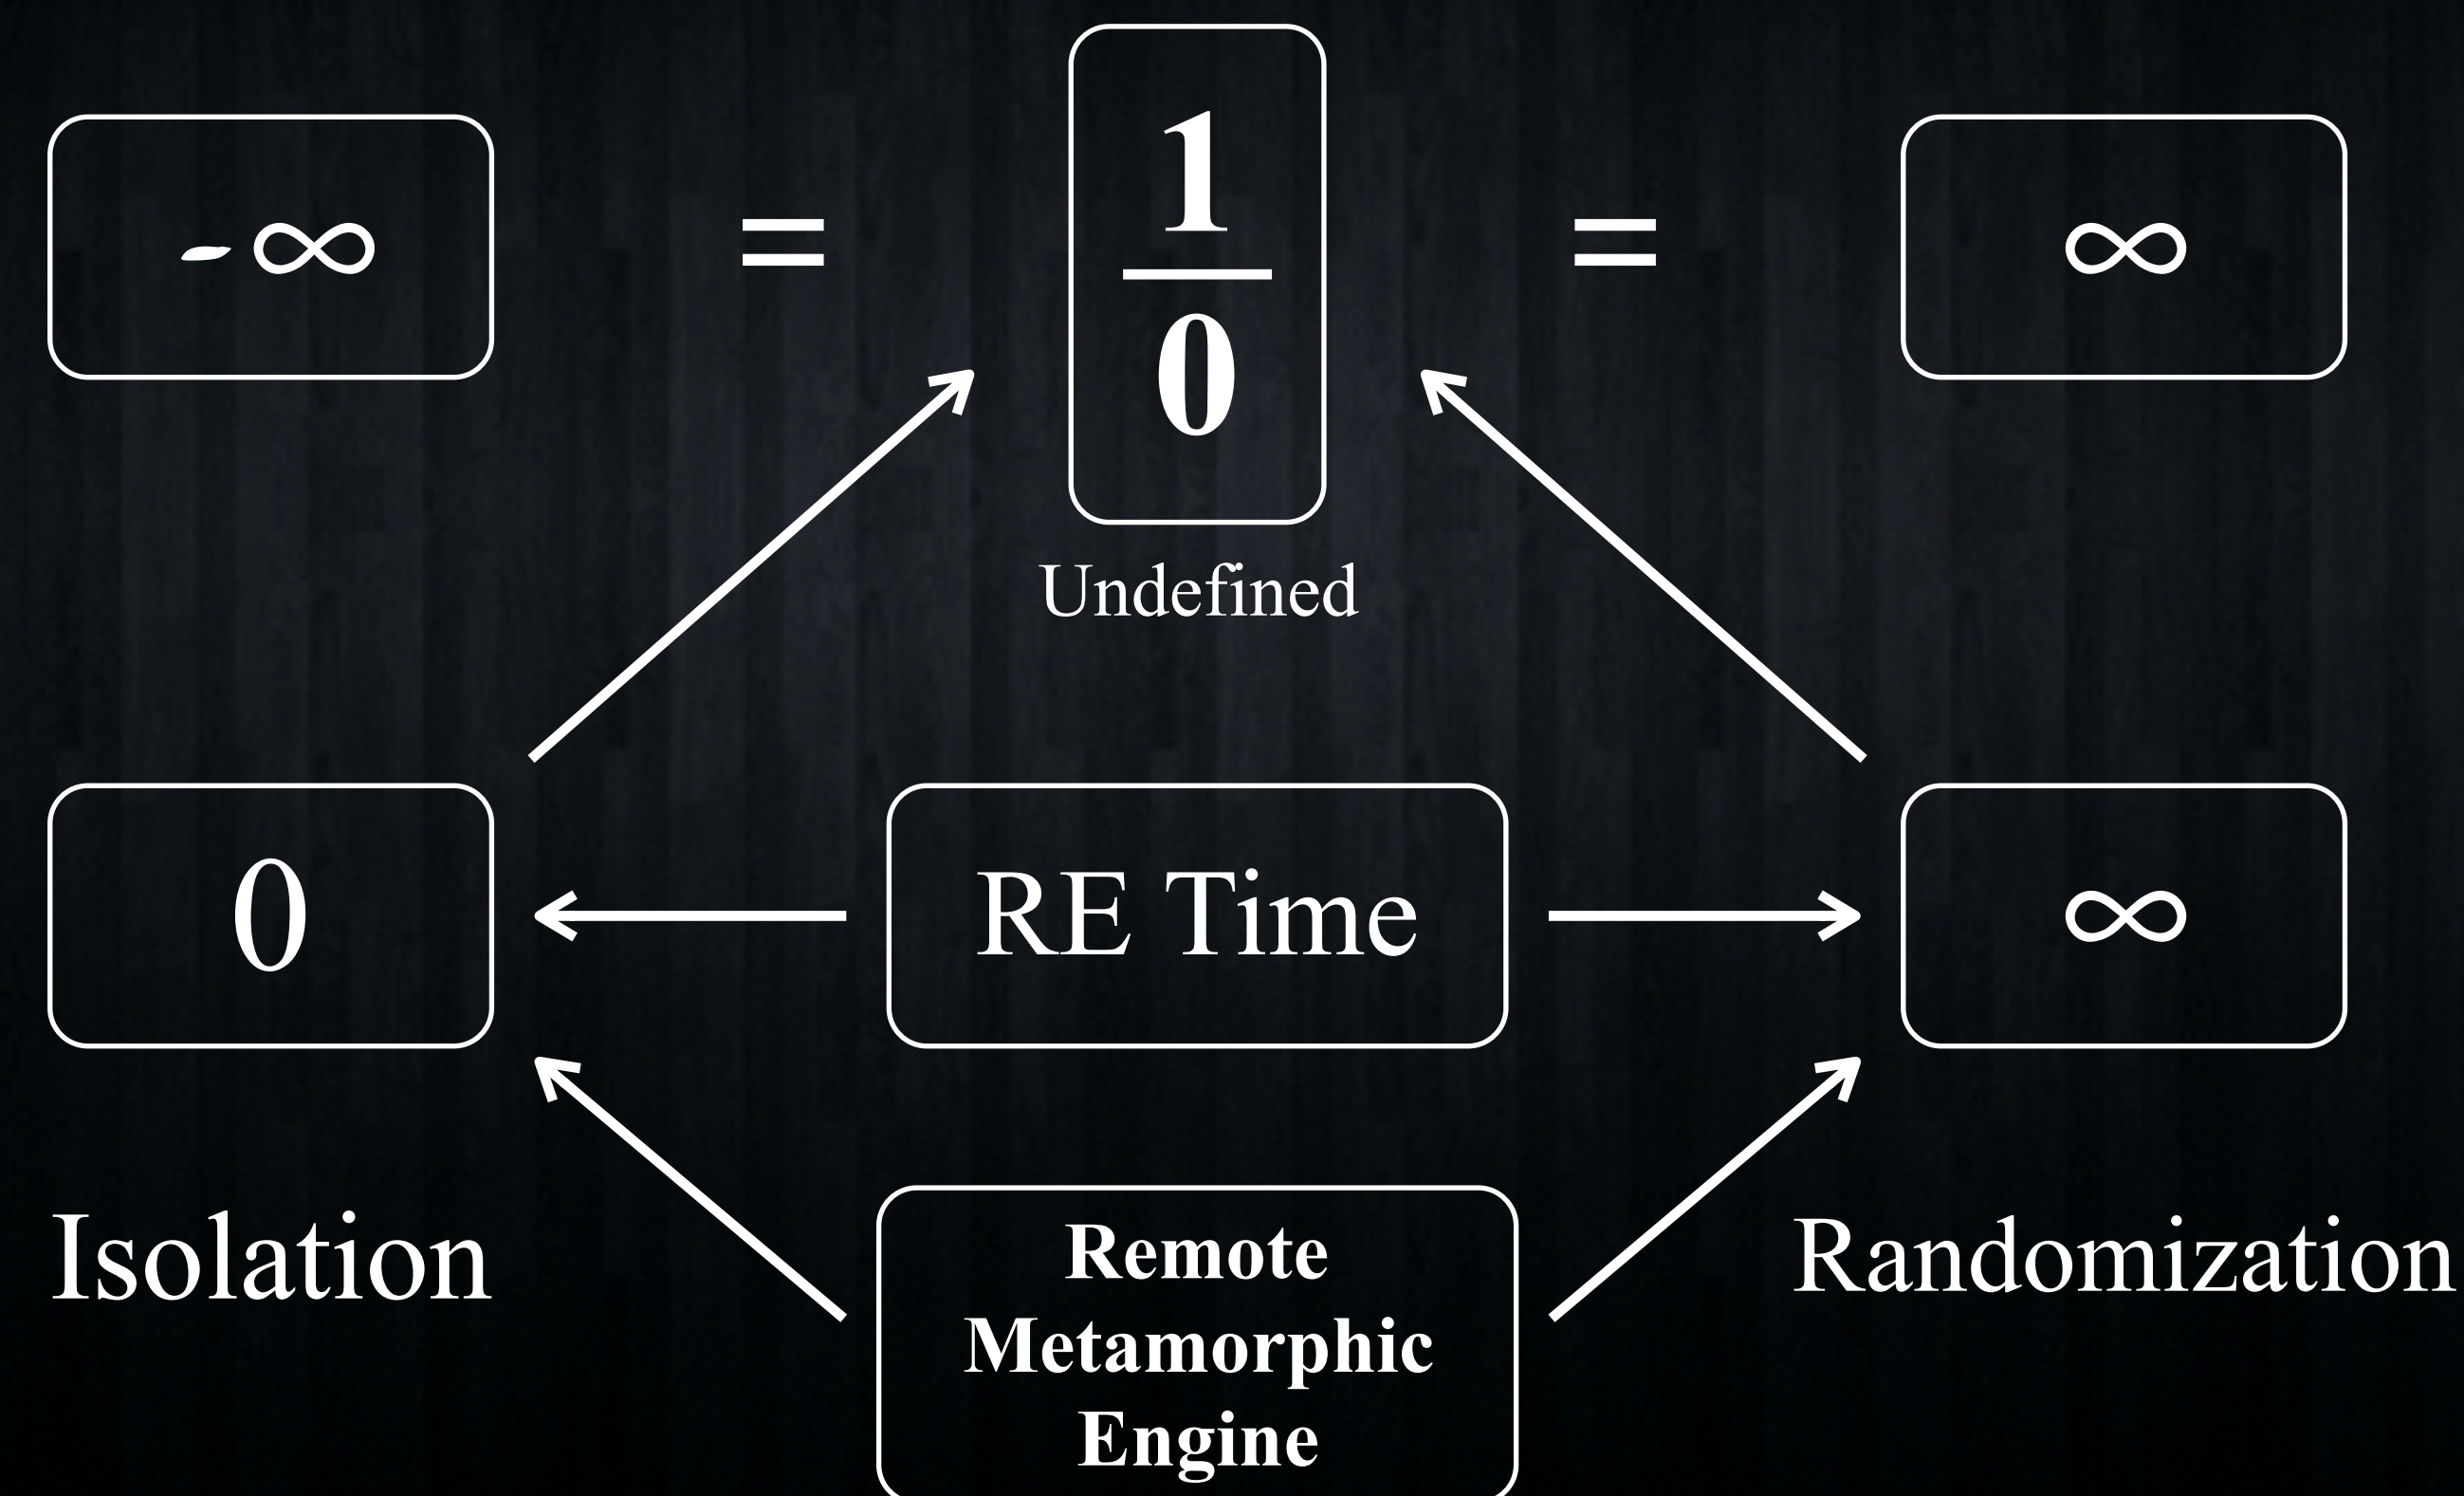 - ∞ = 1 = ∞
0
Undefined
0 RE Time ∞
Isolation
Randomization
Remote
Metamorphic
Engine